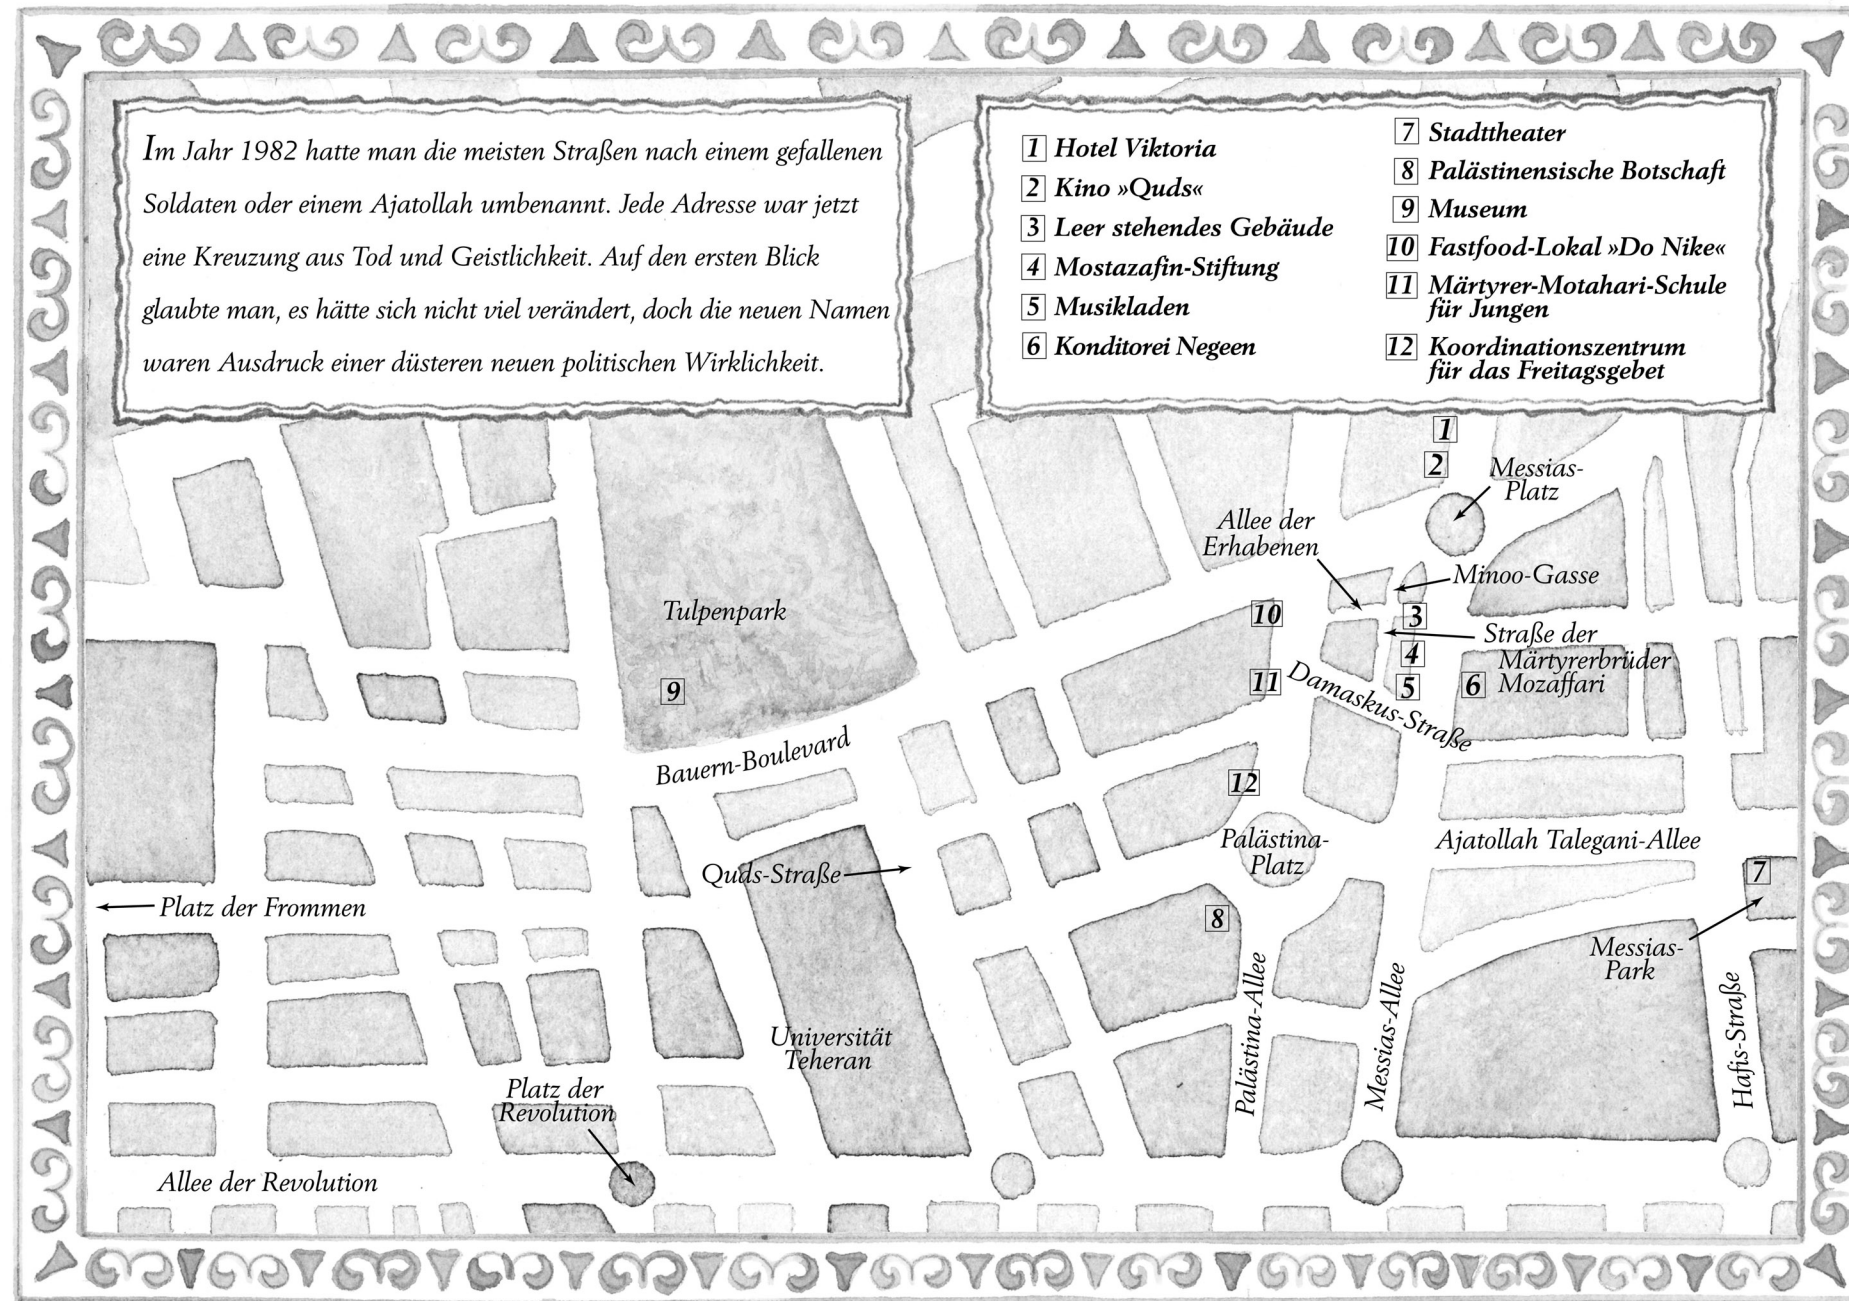 Im Jahr 1982 hatte man die meisten Straßen nach einem gefallenen
Soldaten oder einem Ajatollah umbenannt. Jede Adresse war jetzt
eine Kreuzung aus Tod und Geistlichkeit. Auf den ersten Blick
glaubte man, es hätte sich nicht viel verändert, doch die neuen Namen
waren Ausdruck einer düsteren neuen politischen Wirklichkeit.
1 Hotel Viktoria
2 Kino »Quds«
3 Leer stehendes Gebäude
4 Mostazafin-Stiftung
5 Musikladen
6 Konditorei Negeen
7 Stadttheater
8 Palästinensische Botschaft
9 Museum
10 Fastfood-Lokal »Do Nike«
11 Märtyrer-Motahari-Schule
für Jungen
12 Koordinationszentrum
für das Freitagsgebet
1
2
Messias-
Platz
Allee der
Erhabenen
Minoo-Gasse
Tulpenpark
10
3
Straße der
Märtyrerbrüder
Mozaffari
4
9
11
5
6
Damaskus-Straße
Bauern-Boulevard
12
Palästina-
Platz
Ajatollah Talegani-Allee
Quds-Straße
7
Platz der Frommen
8
Messias-
Park
Palästina-Allee
Messias-Allee
Hafis-Straße
Universität
Teheran
Platz der
Revolution
Allee der Revolution